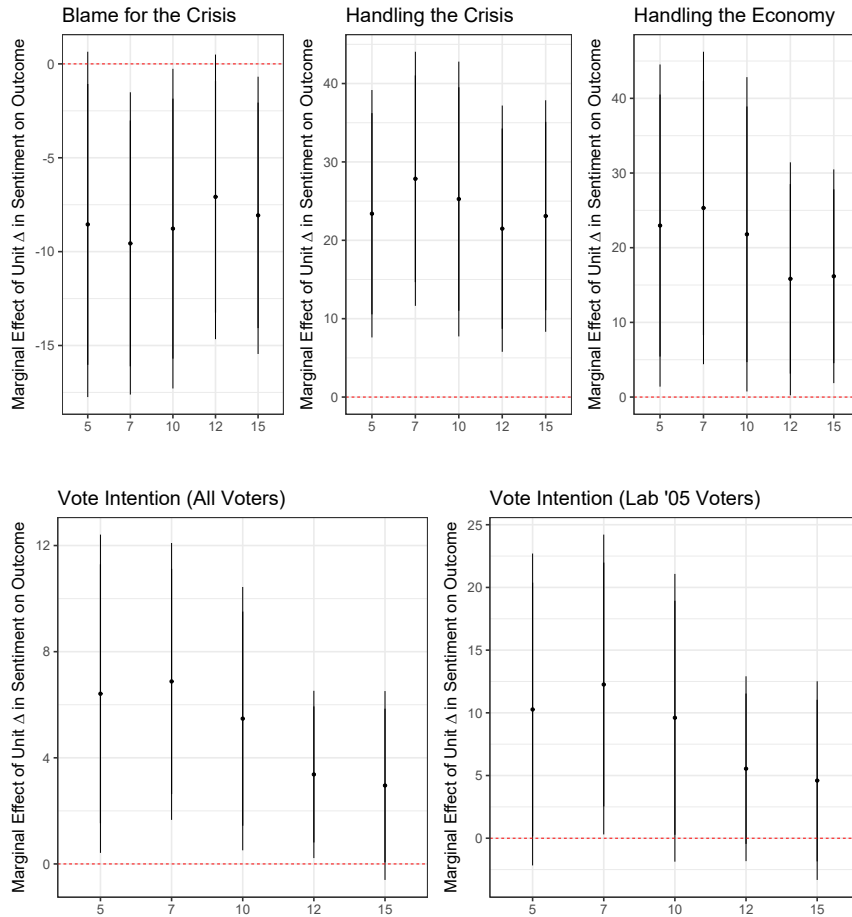 Blame for the Crisis
Handling the Crisis
Handling the Economy
Marginal Effect of Unit Δ in Sentiment on Outcome
0
-5
-10
-15
5 7 10 12 15
Marginal Effect of Unit Δ in Sentiment on Outcome
40
30
20
10
0
5 7 10 12 15
Marginal Effect of Unit Δ in Sentiment on Outcome
40
30
20
10
0
5 7 10 12 15
Vote Intention (All Voters)
Vote Intention (Lab '05 Voters)
Marginal Effect of Unit Δ in Sentiment on Outcome
12
8
4
0
5 7 10 12 15
Marginal Effect of Unit Δ in Sentiment on Outcome
25
20
15
10
5
0
5 7 10 12 15